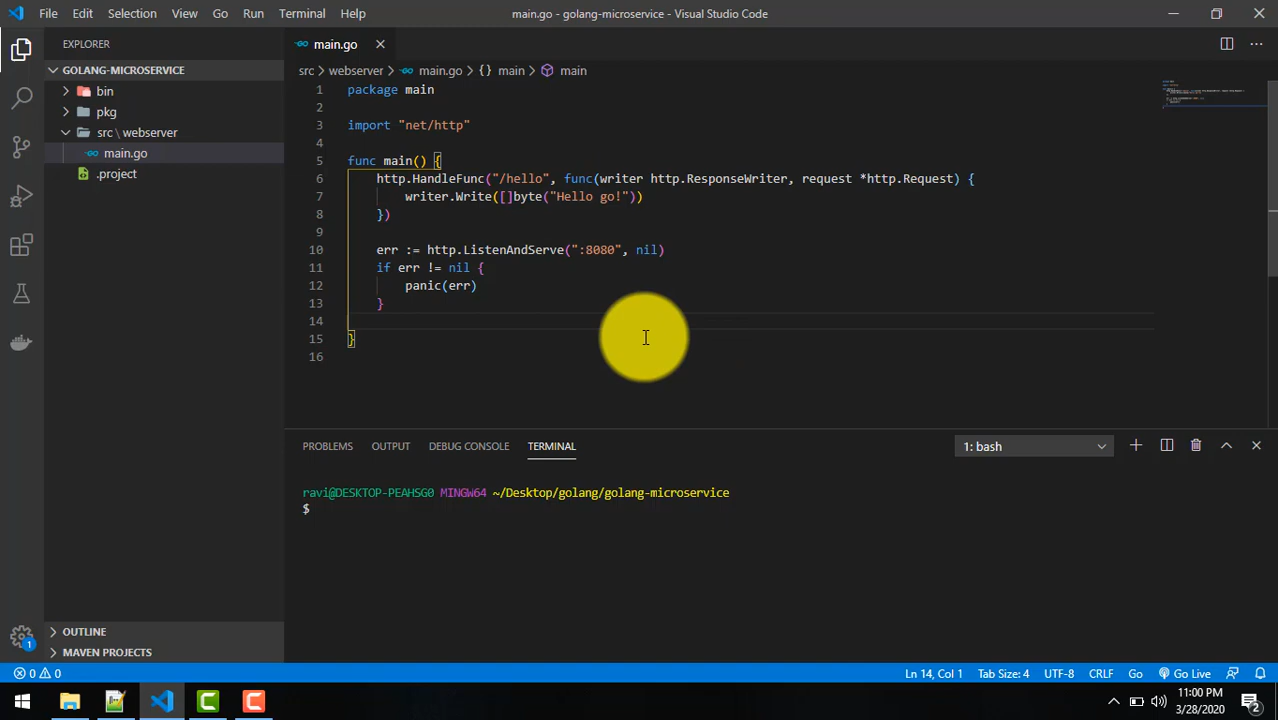 File Edit Selection View Go Run Terminal Help main.go - golang-microservice - Visual Studio Code
EXPLORER
GOLANG-MICROSERVICE
bin
pkg
src \ webserver
main.go
.project
OUTLINE
MAVEN PROJECTS
main.go
src > webserver > main.go > {} main > main
1 package main
2
3 import "net/http"
4
5 func main() {
6 http.HandleFunc("/hello", func(writer http.ResponseWriter, request *http.Request) {
7 writer.Write([]byte("Hello go!"))
8 })
9
10 err := http.ListenAndServe(":8080", nil)
11 if err != nil {
12 panic(err)
13 }
14
15 }
16
PROBLEMS OUTPUT DEBUG CONSOLE TERMINAL 1: bash
ravi@DESKTOP-PEAHSG0 MINGW64 ~/Desktop/golang/golang-microservice
$
1
0 0 Ln 14, Col 1 Tab Size: 4 UTF-8 CRLF Go Go Live
11:00 PM
3/28/2020
2